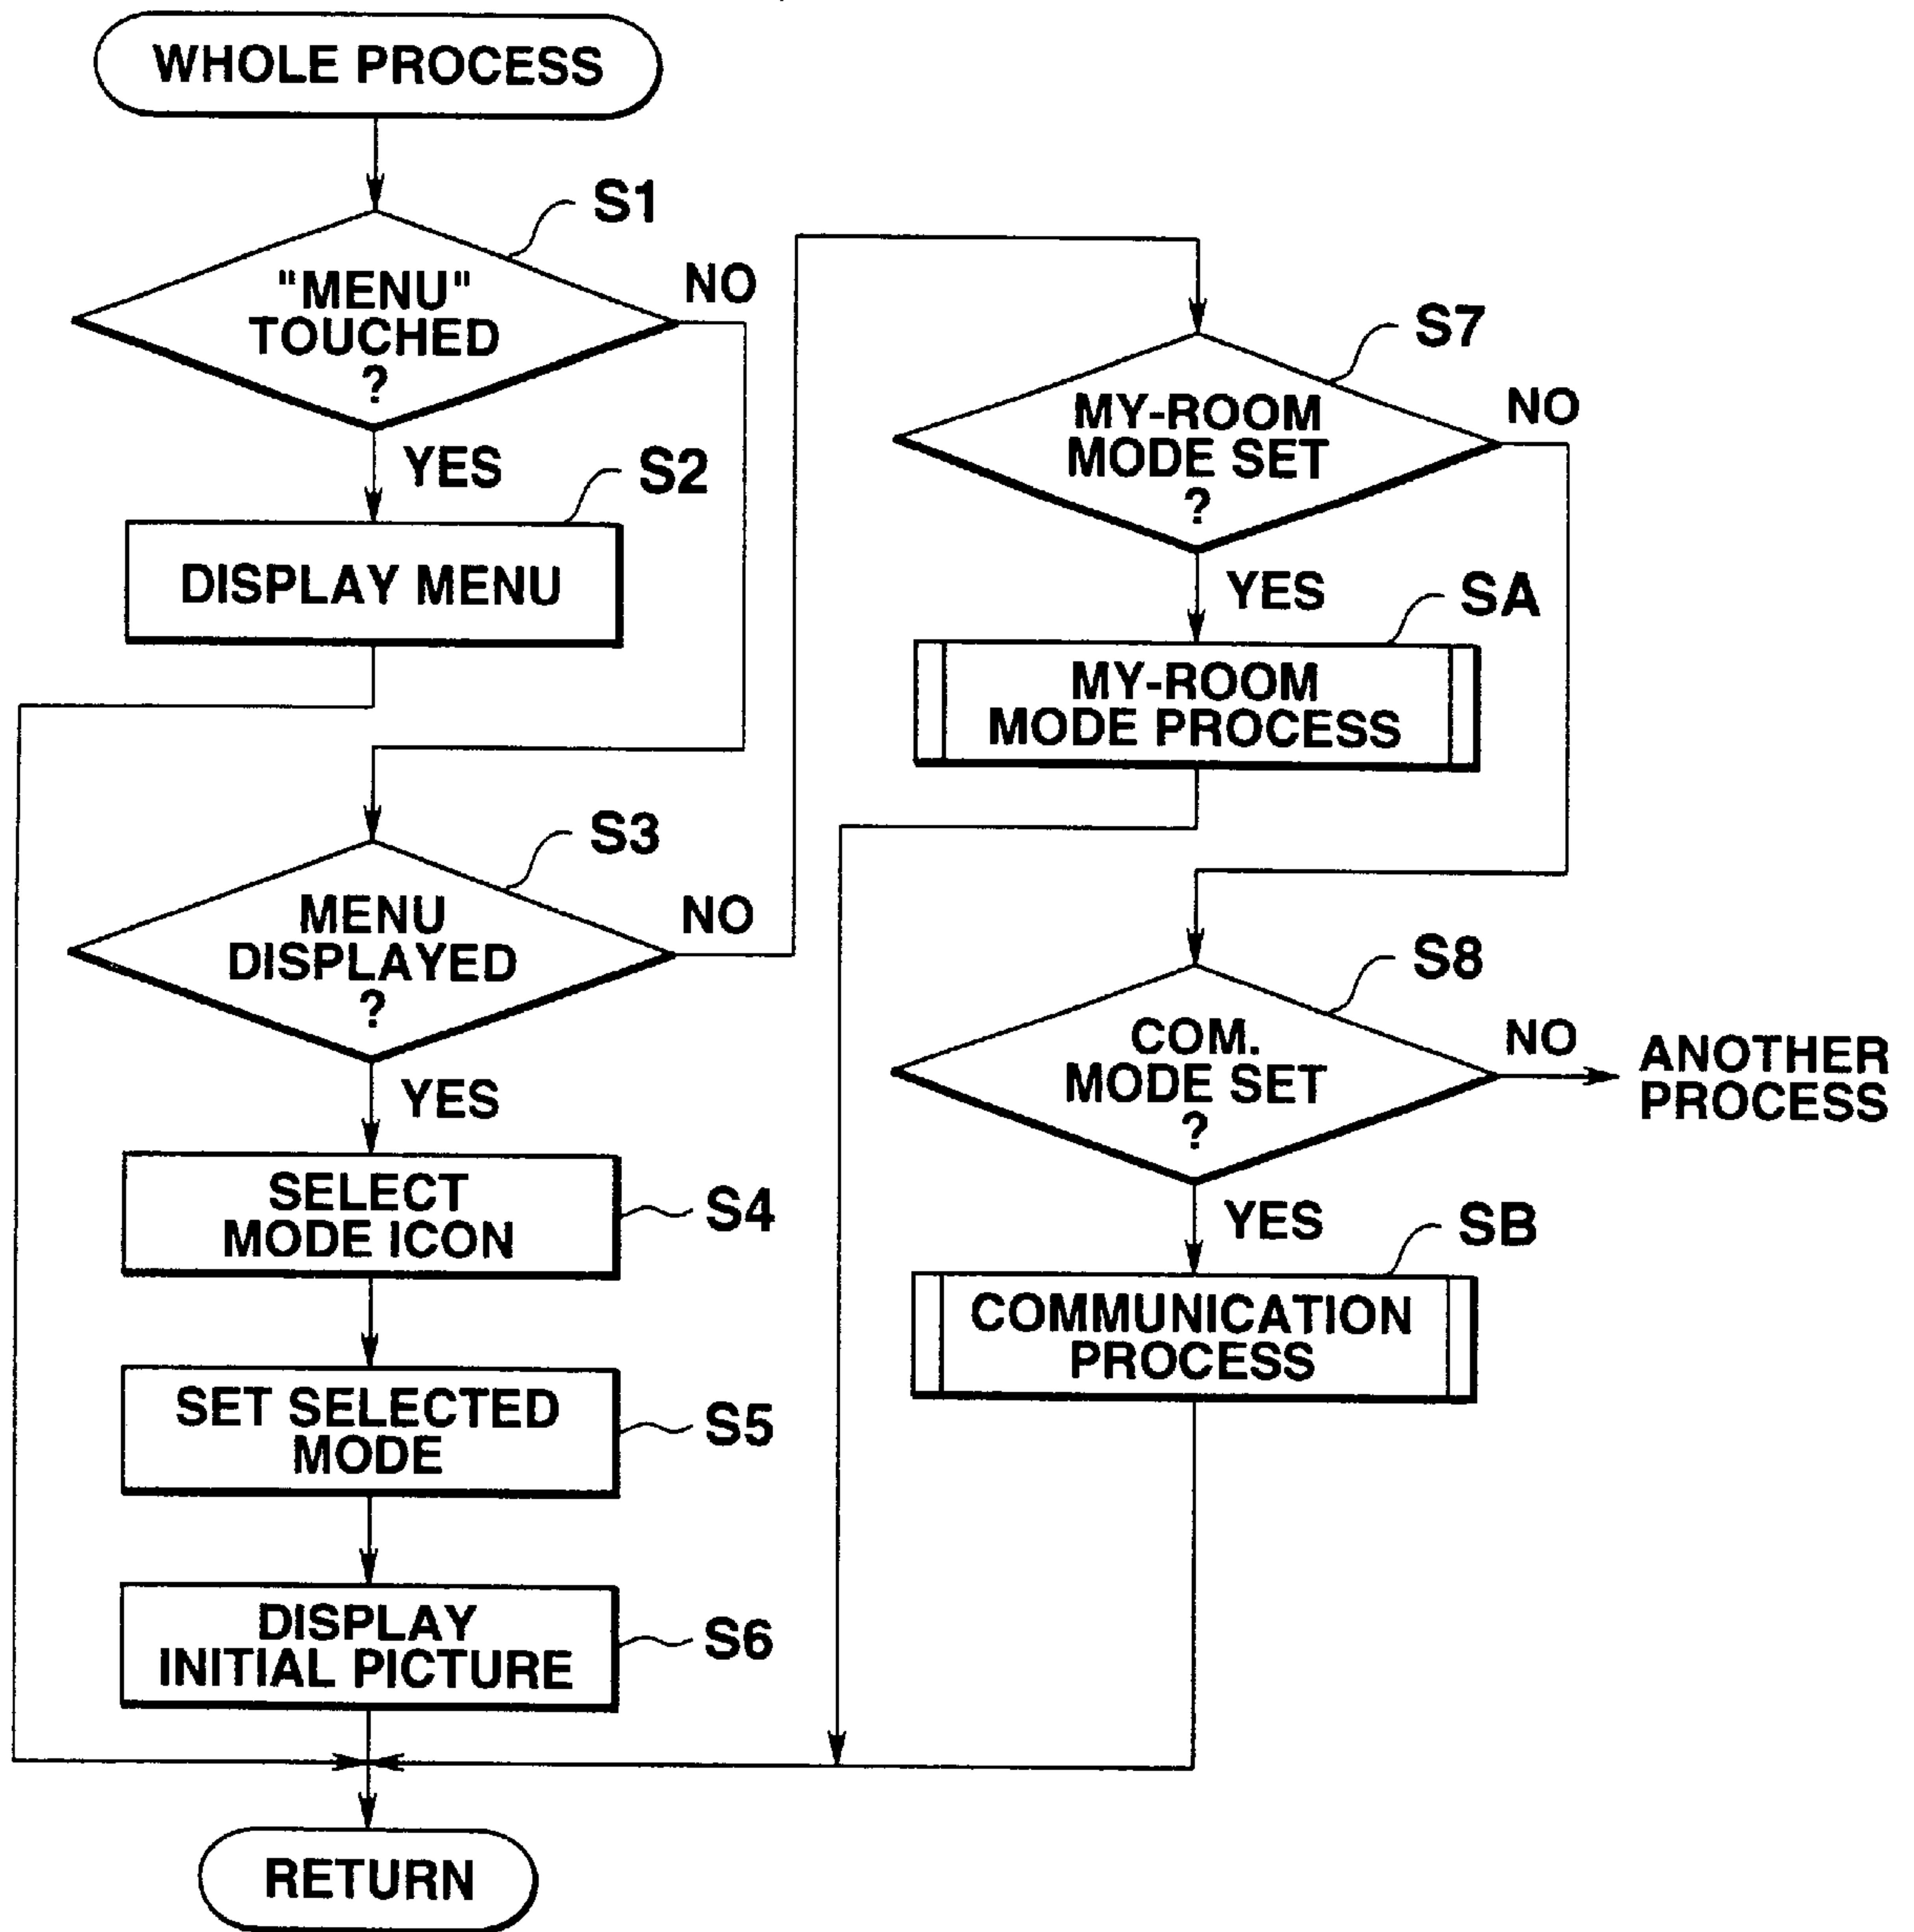 WHOLE PROCESS
S1
"MENU"
TOUCHED
?
NO
YES
S2
DISPLAY MENU
S3
MENU
DISPLAYED
?
NO
YES
SELECT
MODE ICON
S4
SET SELECTED
MODE
S5
DISPLAY
INITIAL PICTURE
S6
RETURN
S7
MY-ROOM
MODE SET
?
NO
YES
SA
MY-ROOM
MODE PROCESS
S8
COM.
MODE SET
?
NO
ANOTHER
PROCESS
YES
SB
COMMUNICATION
PROCESS